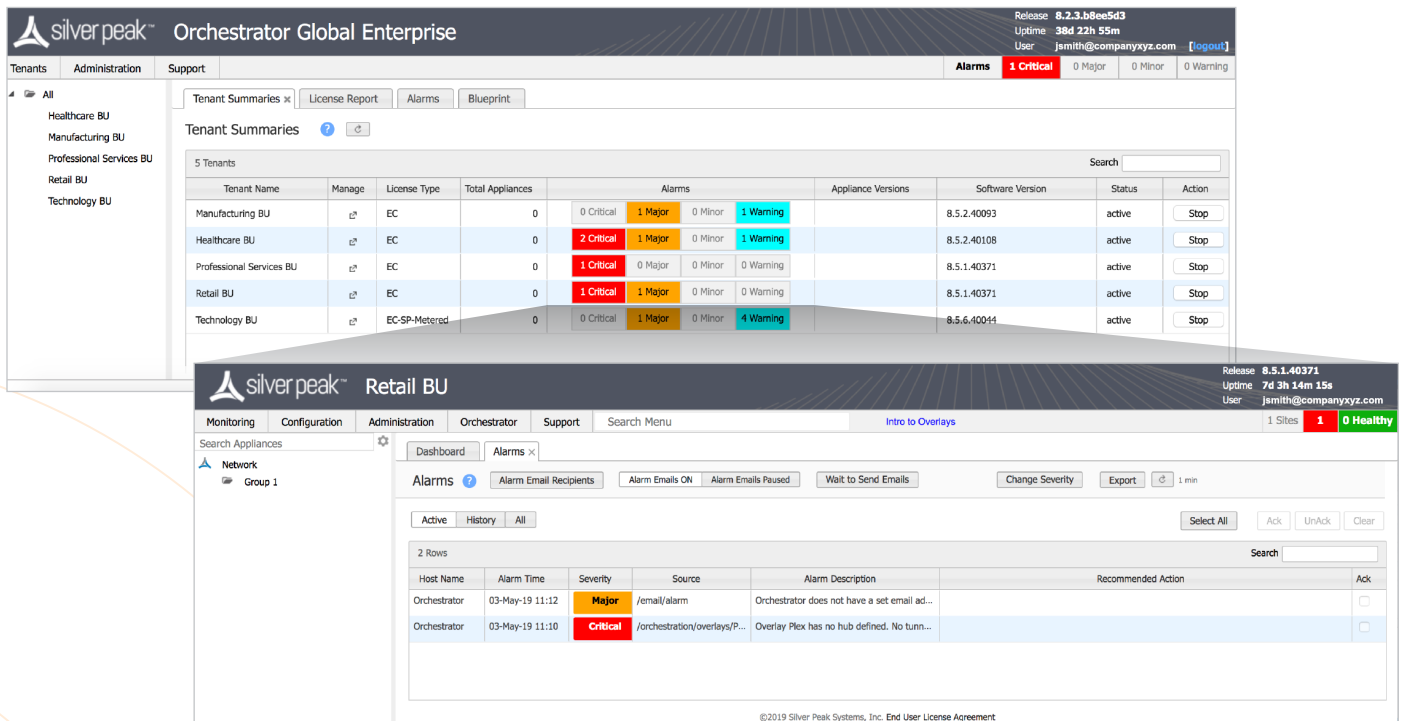 silver peak™ Orchestrator Global Enterprise
Release 8.2.3.b8ee5d3
Uptime 38d 22h 55m
User jsmith@companyxyz.com [logout]
Tenants Administration Support
Alarms 1 Critical 0 Major 0 Minor 0 Warning
All
Healthcare BU
Manufacturing BU
Professional Services BU
Retail BU
Technology BU
Tenant Summaries × License Report Alarms Blueprint
Tenant Summaries ?
5 Tenants Search
Tenant Name Manage License Type Total Appliances Alarms Appliance Versions Software Version Status Action
Manufacturing BU EC 0 0 Critical 1 Major 0 Minor 1 Warning 8.5.2.40093 active Stop
Healthcare BU EC 0 2 Critical 1 Major 0 Minor 1 Warning 8.5.2.40108 active Stop
Professional Services BU EC 0 1 Critical 0 Major 0 Minor 0 Warning 8.5.1.40371 active Stop
Retail BU EC 0 1 Critical 1 Major 0 Minor 0 Warning 8.5.1.40371 active Stop
Technology BU EC-SP-Metered 0 0 Critical 1 Major 0 Minor 4 Warning 8.5.6.40044 active Stop
silver peak™ Retail BU
Release 8.5.1.40371
Uptime 7d 3h 14m 15s
User jsmith@companyxyz.com
Monitoring Configuration Administration Orchestrator Support Search Menu Intro to Overlays 1 Sites 1 0 Healthy
Search Appliances
Network
Group 1
Dashboard Alarms ×
Alarms ? Alarm Email Recipients Alarm Emails ON Alarm Emails Paused Wait to Send Emails Change Severity Export 1 min
Active History All Select All Ack UnAck Clear
2 Rows Search
Host Name Alarm Time Severity Source Alarm Description Recommended Action Ack
Orchestrator 03-May-19 11:12 Major /email/alarm Orchestrator does not have a set email ad...
Orchestrator 03-May-19 11:10 Critical /orchestration/overlays/P... Overlay Plex has no hub defined. No tunn...
©2019 Silver Peak Systems, Inc. End User License Agreement